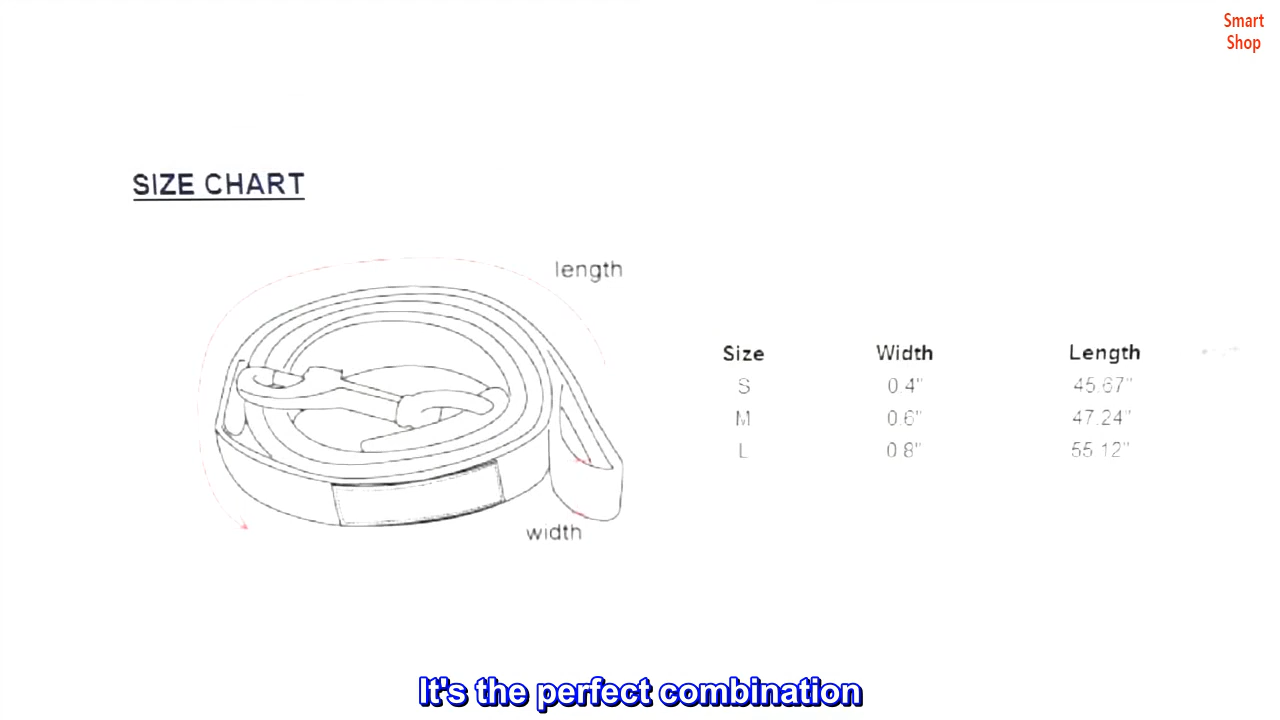 Smart
Shop
SIZE CHART
length
Size Width Length
S 0.4" 45.67"
M 0.6" 47.24"
L 0.8" 55.12"
width
It's the perfect combination